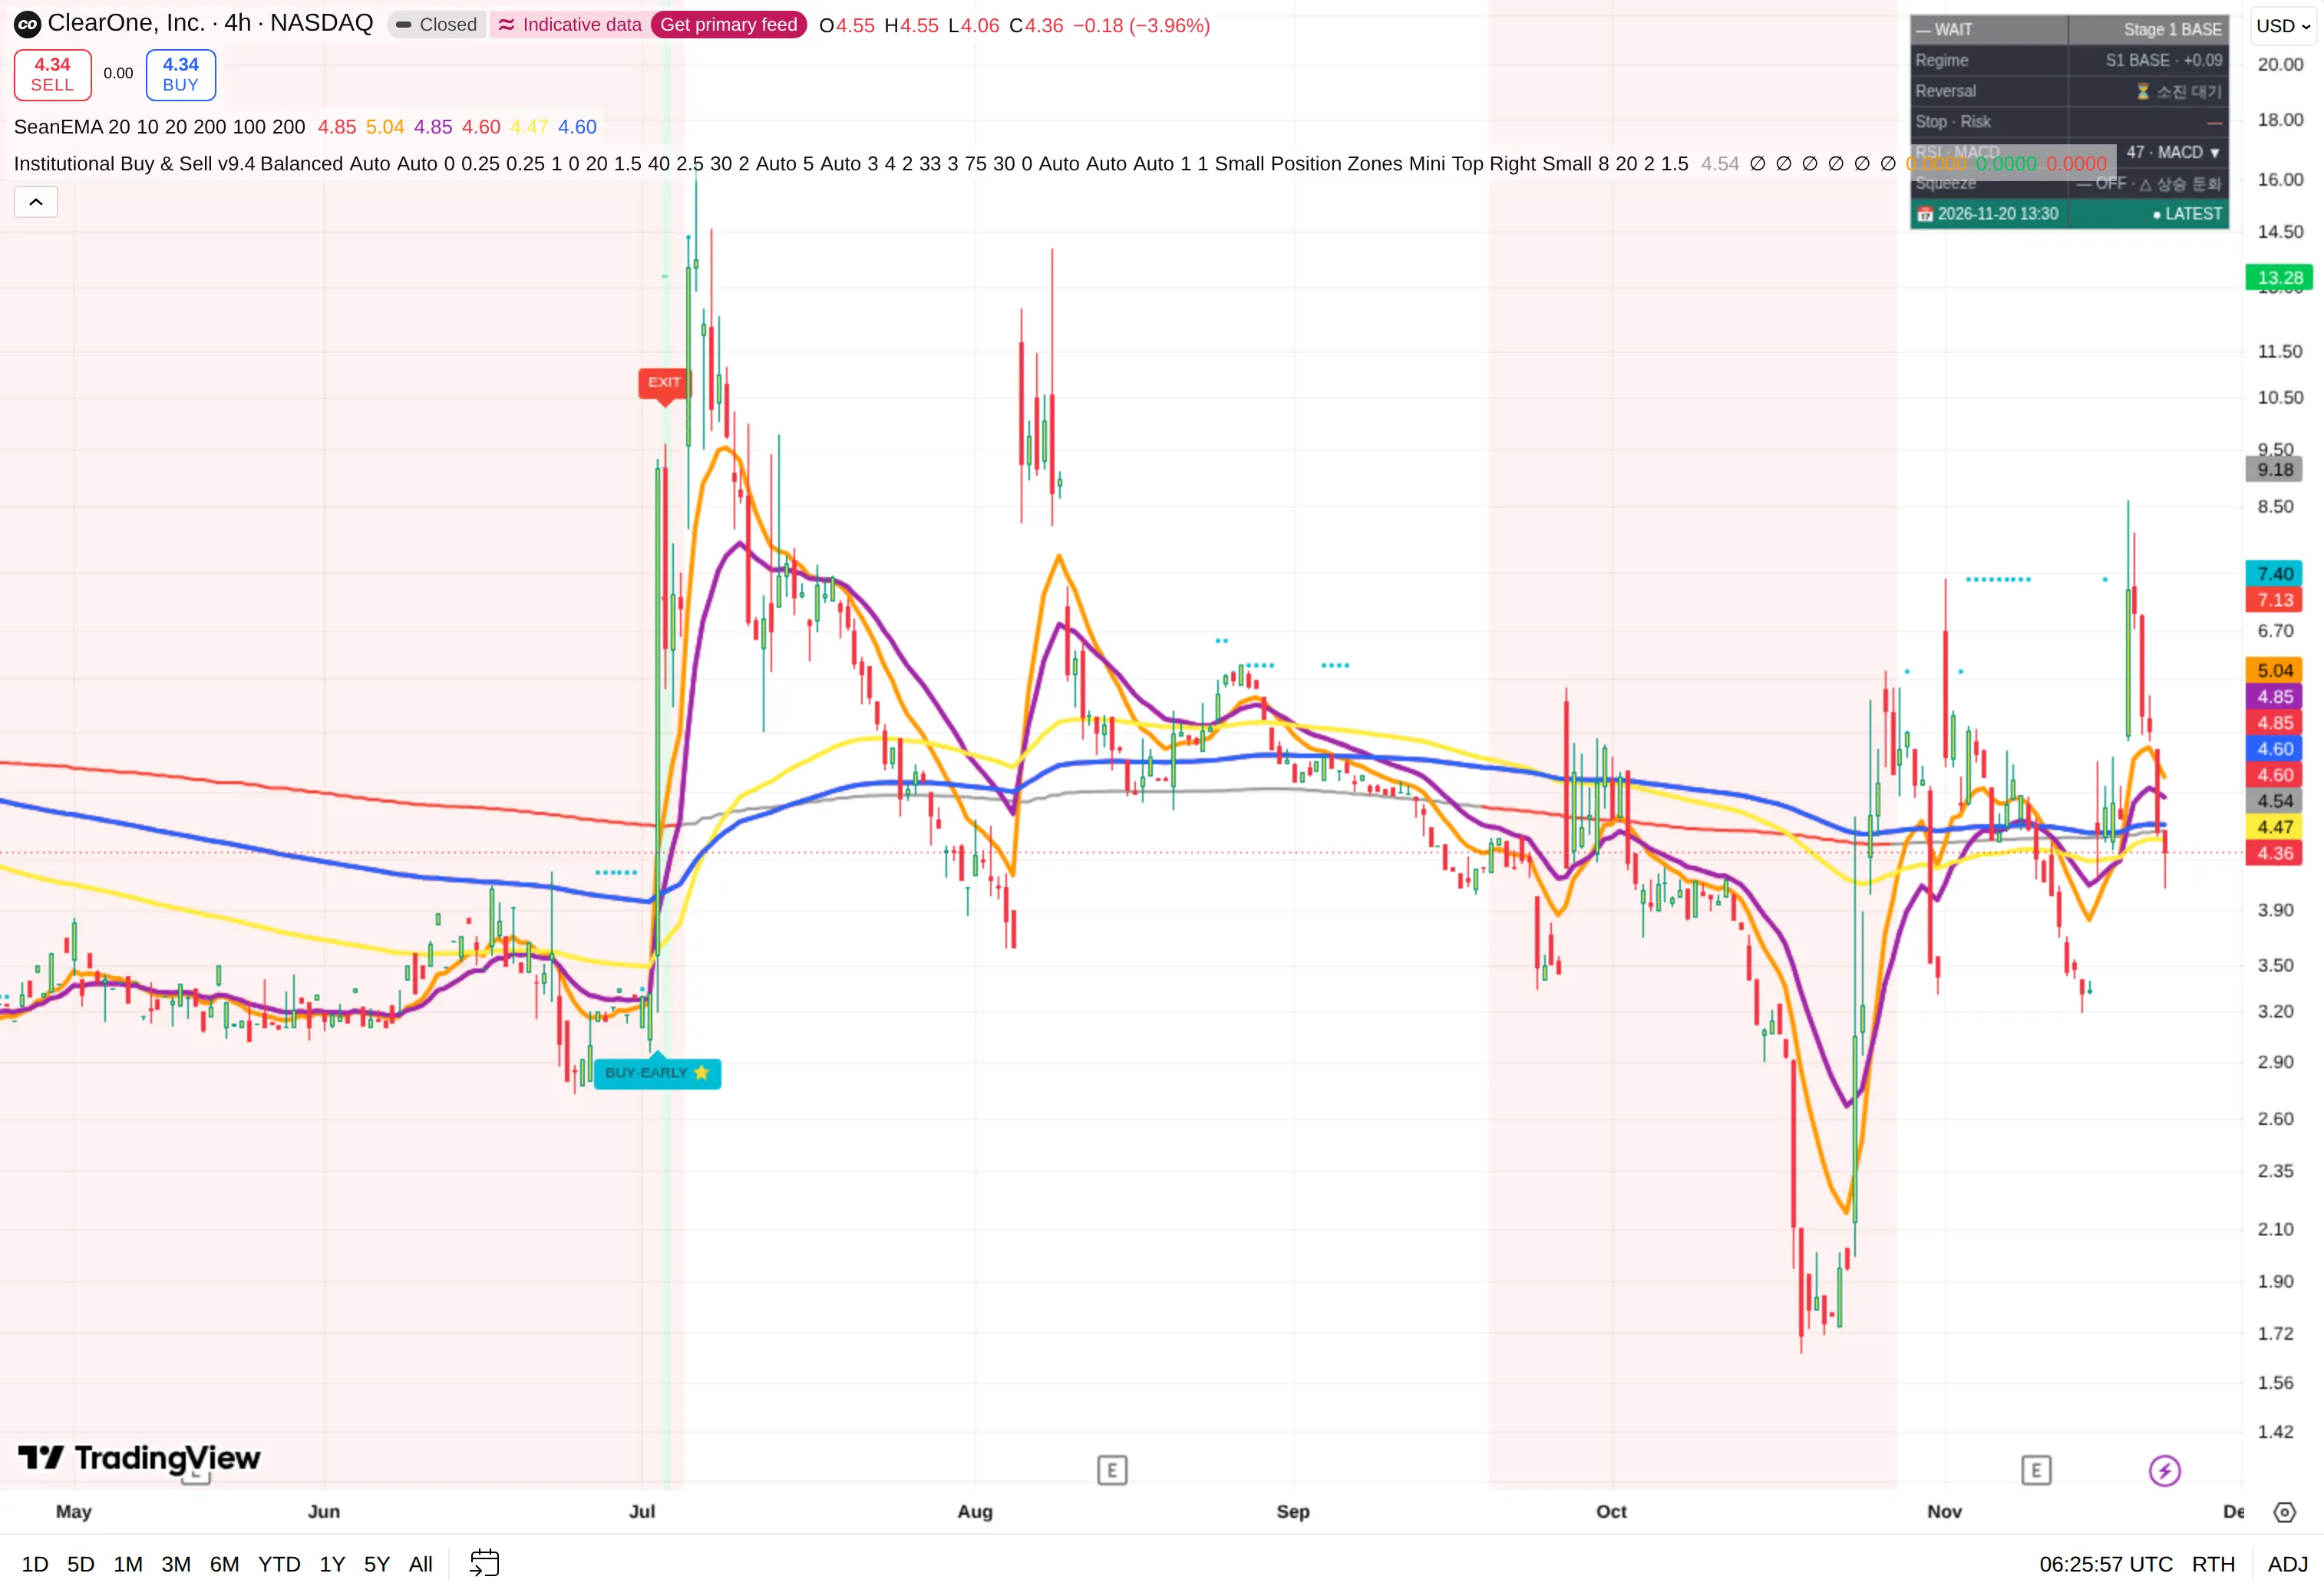 ClearOne, Inc. · 4h · NASDAQ Closed Indicative data Get primary feed O4.55 H4.55 L4.06 C4.36 −0.18 (−3.96%)
4.34 SELL 0.00 4.34 BUY
SeanEMA 20 10 20 200 100 200 4.85 5.04 4.85 4.60 4.47 4.60
Institutional Buy & Sell v9.4 Balanced Auto Auto 0 0.25 0.25 1 0 20 1.5 40 2.5 30 2 Auto 5 Auto 3 4 2 33 3 75 30 0 Auto Auto Auto 1 1 Small Position Zones Mini Top Right Small 8 20 2 1.5 4.54 ∅ ∅ ∅ ∅ ∅ ∅ 0.0000 0.0000 0.0000
— WAIT Stage 1 BASE
Regime S1 BASE · +0.09
Reversal ⏳ 소진 대기
Stop · Risk —
RSI · MACD 47 · MACD ▼
Squeeze — OFF · △ 상승 둔화
📅 2026-11-20 13:30 ● LATEST
USD
20.00
18.00
16.00
14.50
13.28
11.50
10.50
9.50
9.18
8.50
7.40
7.13
6.70
5.04
4.85
4.85
4.60
4.60
4.54
4.47
4.36
3.90
3.50
3.20
2.90
2.60
2.35
2.10
1.90
1.72
1.56
1.42
EXIT
BUY·EARLY ⭐
TradingView
E
E
May Jun Jul Aug Sep Oct Nov De
1D 5D 1M 3M 6M YTD 1Y 5Y All 06:25:57 UTC RTH ADJ